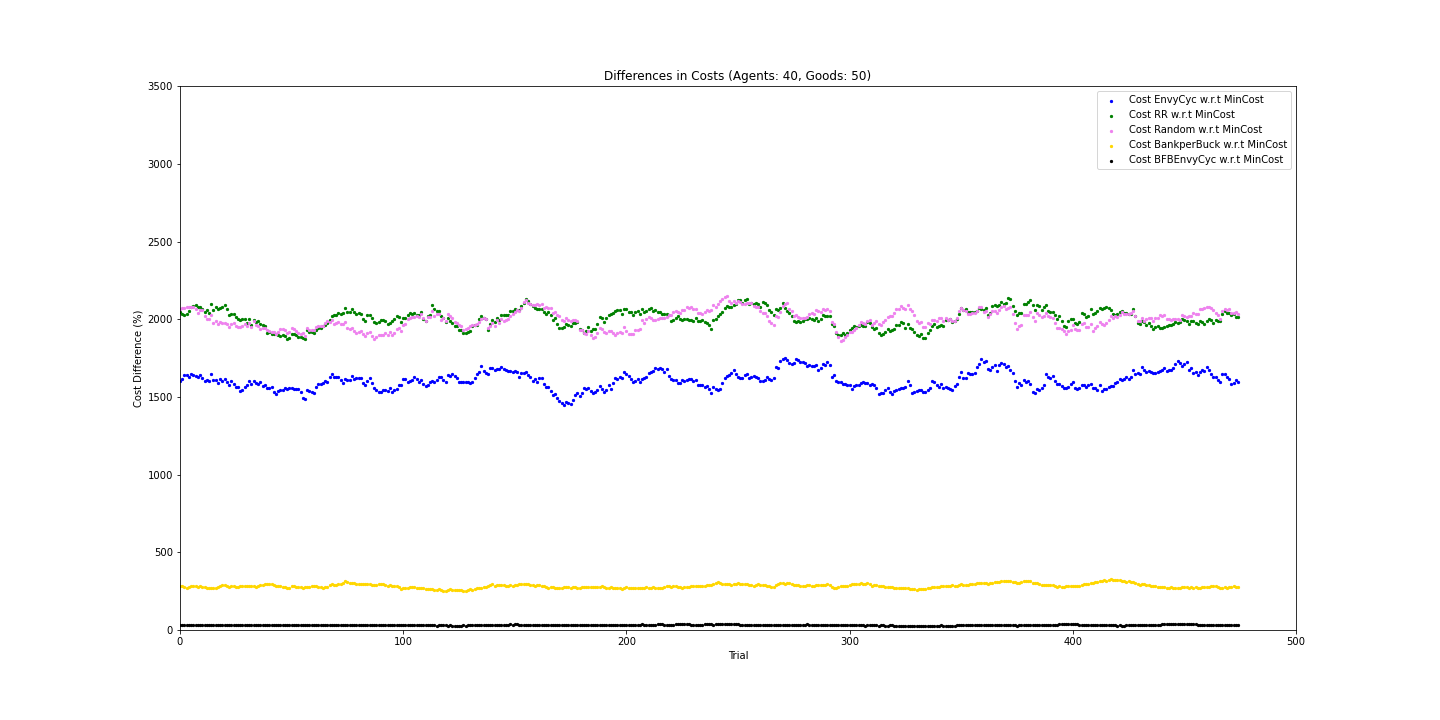 Differences in Costs (Agents: 40, Goods: 50)
3500
3000
2500
2000
1500
1000
500
0
Cost Difference (%)
Cost EnvyCyc w.r.t MinCost
Cost RR w.r.t MinCost
Cost Random w.r.t MinCost
Cost BankperBuck w.r.t MinCost
Cost BFBEnvyCyc w.r.t MinCost
0 100 200 300 400 500
Trial